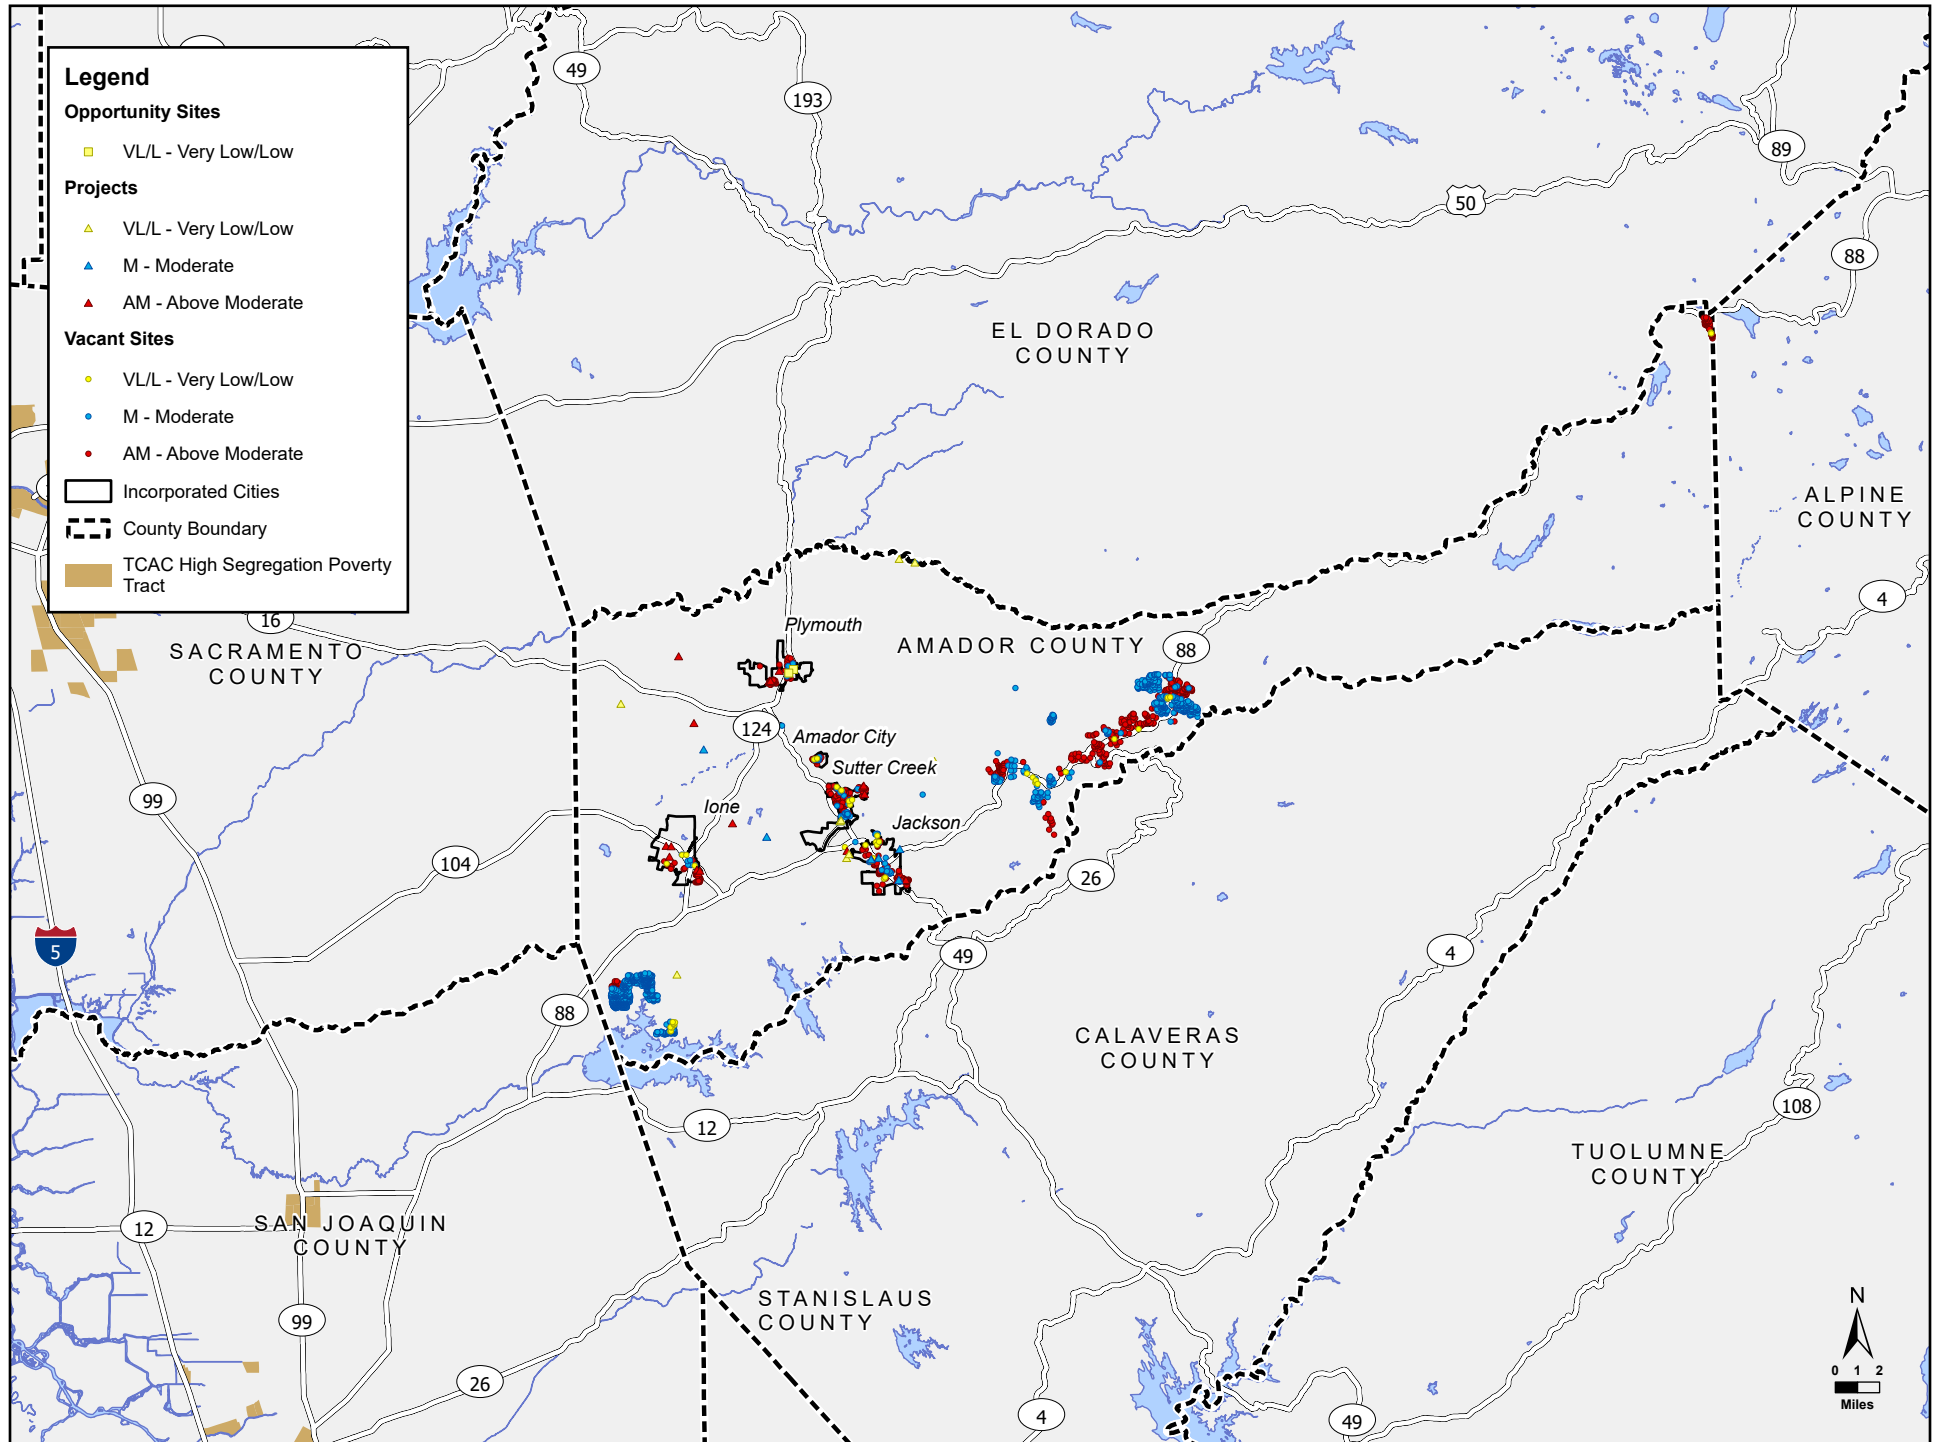 Legend
Opportunity Sites
VL/L - Very Low/Low
Projects
VL/L - Very Low/Low
M - Moderate
AM - Above Moderate
Vacant Sites
VL/L - Very Low/Low
M - Moderate
AM - Above Moderate
Incorporated Cities
County Boundary
TCAC High Segregation Poverty
Tract
49
193
89
50
88
EL DORADO
COUNTY
ALPINE
COUNTY
4
16
SACRAMENTO
COUNTY
Plymouth
AMADOR COUNTY
88
124
Amador City
Sutter Creek
99
Ione
Jackson
104
26
5
49
4
88
CALAVERAS
COUNTY
12
108
TUOLUMNE
COUNTY
12
SAN JOAQUIN
COUNTY
STANISLAUS
COUNTY
99
26
4
49
N
0 1 2
Miles